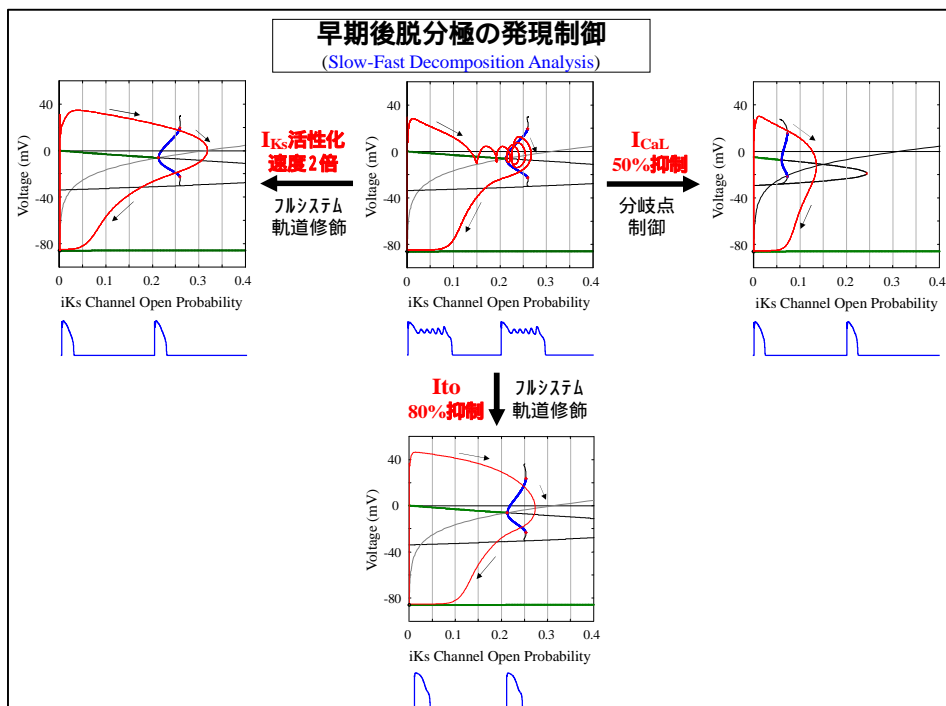 早期後脱分極の発現制御
(Slow-Fast Decomposition Analysis)
40
0
-40
-80
Voltage (mV)
0 0.1 0.2 0.3 0.4
iKs Channel Open Probability
IKs活性化
速度2倍
ﾌﾙｼｽﾃﾑ
軌道修飾
40
0
-40
-80
Voltage (mV)
0 0.1 0.2 0.3 0.4
iKs Channel Open Probability
ICaL
50%抑制
分岐点
制御
40
0
-40
-80
Voltage (mV)
0 0.1 0.2 0.3 0.4
iKs Channel Open Probability
Ito
80%抑制
ﾌﾙｼｽﾃﾑ
軌道修飾
40
0
-40
-80
Voltage (mV)
0 0.1 0.2 0.3 0.4
iKs Channel Open Probability